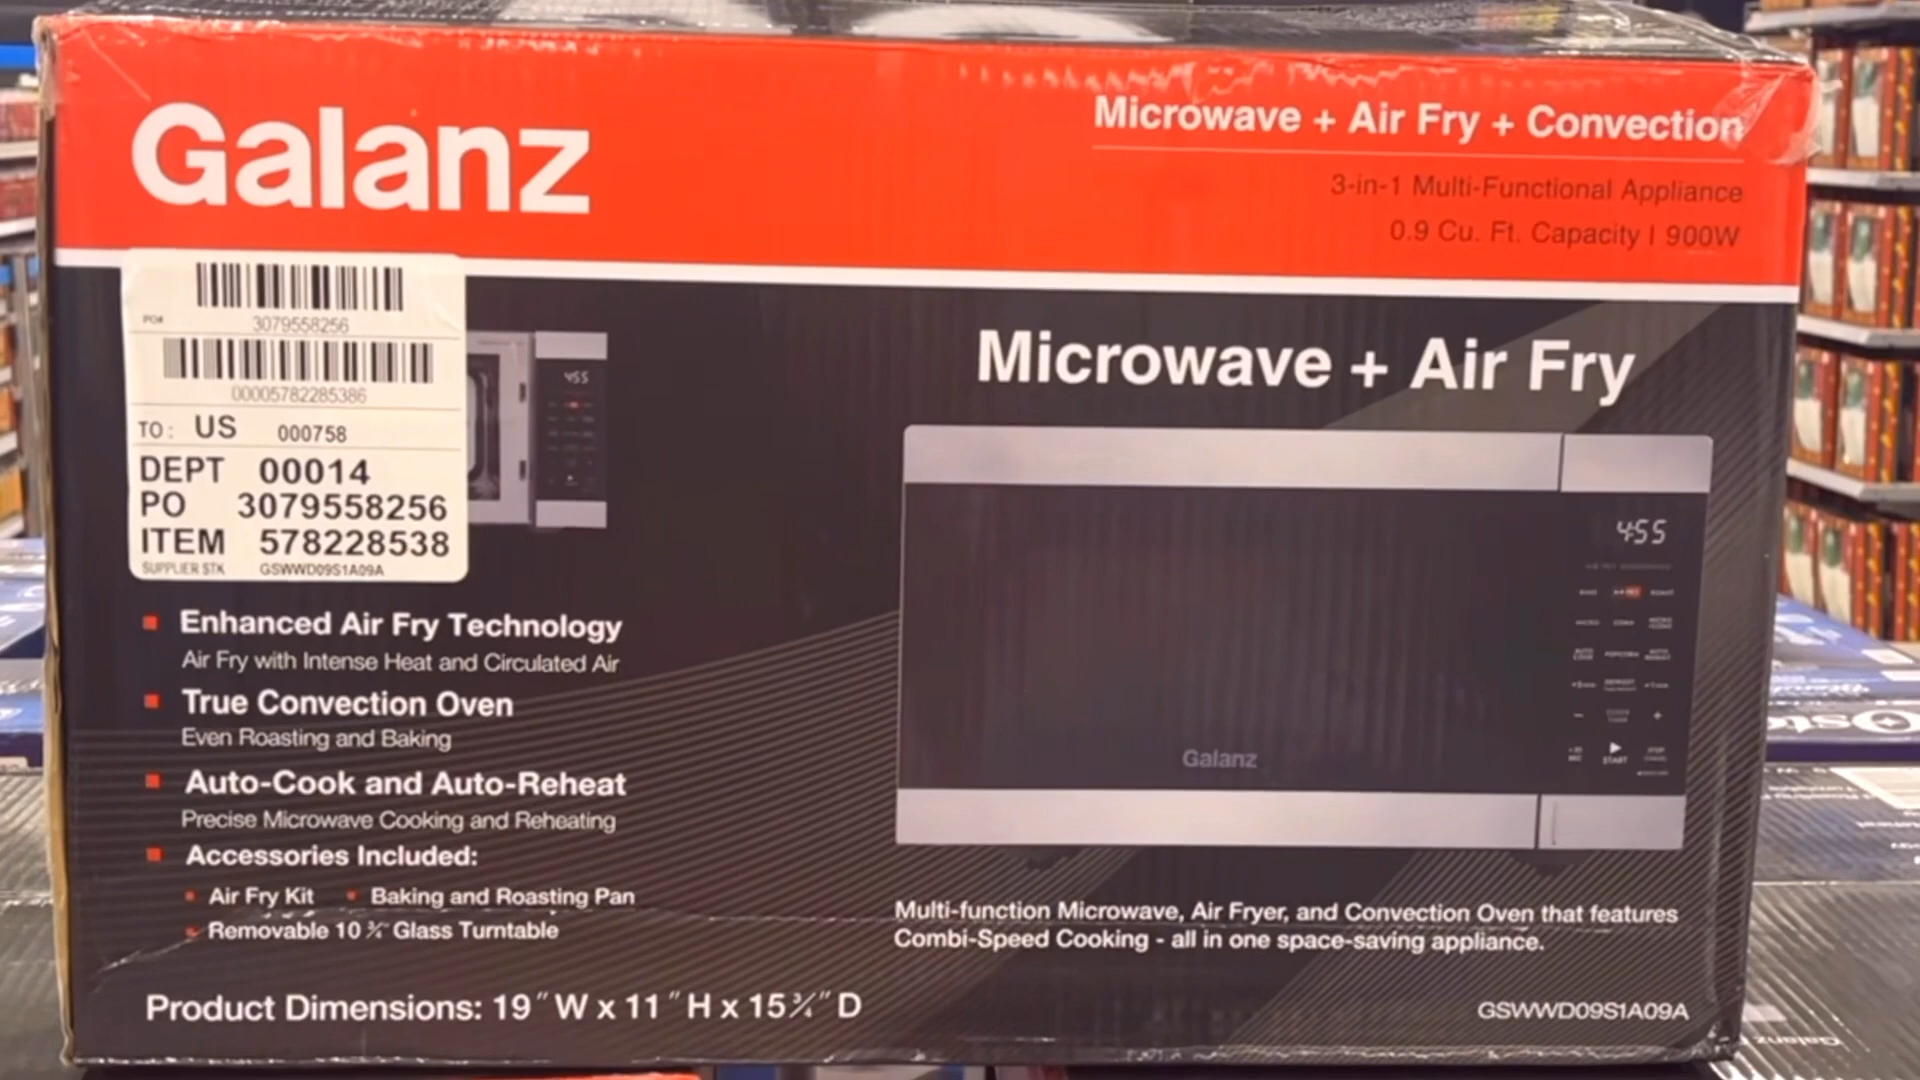 Galanz
Microwave + Air Fry + Convection
3-in-1 Multi-Functional Appliance
0.9 Cu. Ft. Capacity | 900W
PO#
3079558256
00005782285386
TO: US 000758
DEPT 00014
PO 3079558256
ITEM 578228538
SUPPLIER STK GSWWD09S1A09A
455
Microwave + Air Fry
4:55
POPCORN
START
Galanz
Enhanced Air Fry Technology
Air Fry with Intense Heat and Circulated Air
True Convection Oven
Even Roasting and Baking
Auto-Cook and Auto-Reheat
Precise Microwave Cooking and Reheating
Accessories Included:
Air Fry Kit
Baking and Roasting Pan
Removable 10 ¾" Glass Turntable
Multi-function Microwave, Air Fryer, and Convection Oven that features
Combi-Speed Cooking - all in one space-saving appliance.
Product Dimensions: 19" W x 11" H x 15¾" D
GSWWD09S1A09A